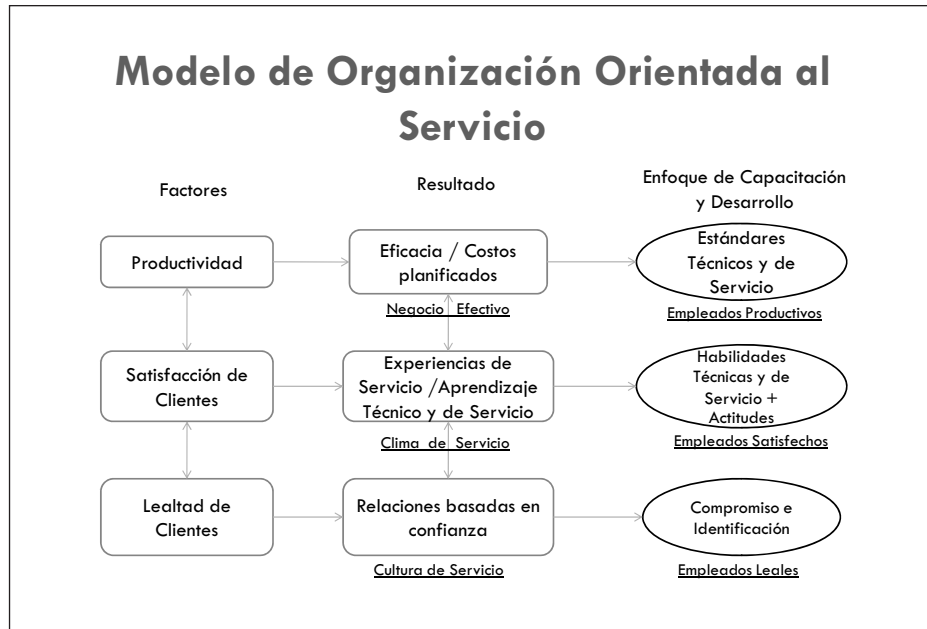 Modelo de Organización Orientada al
Servicio
Factores
Resultado
Enfoque de Capacitación
y Desarrollo
Productividad
Eficacia / Costos
planificados
Negocio Efectivo
Estándares
Técnicos y de
Servicio
Empleados Productivos
Satisfacción de
Clientes
Experiencias de
Servicio /Aprendizaje
Técnico y de Servicio
Clima de Servicio
Habilidades
Técnicas y de
Servicio +
Actitudes
Empleados Satisfechos
Lealtad de
Clientes
Relaciones basadas en
confianza
Cultura de Servicio
Compromiso e
Identificación
Empleados Leales